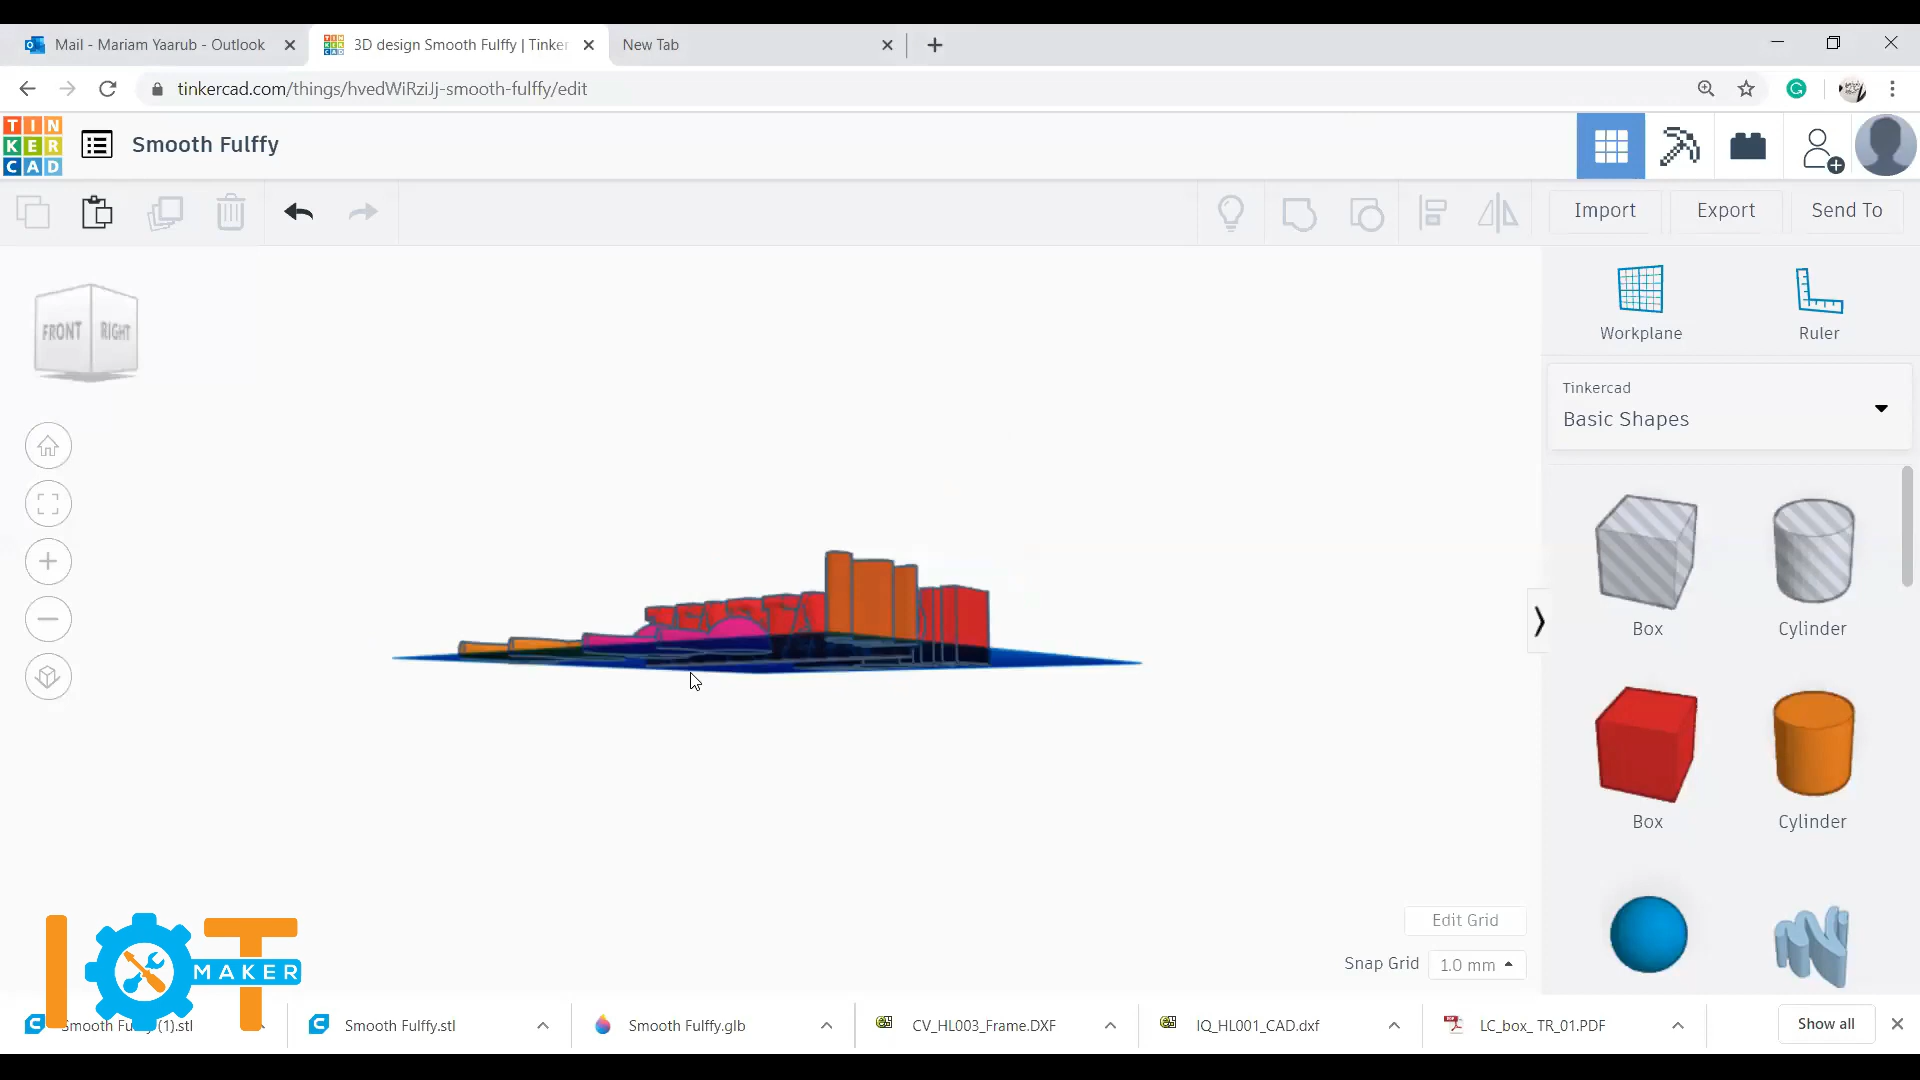 Mail - Mariam Yaarub - Outlook
3D design Smooth Fulffy | Tinker
New Tab
tinkercad.com/things/hvedWiRziJj-smooth-fulffy/edit
TIN
KER
CAD
Smooth Fulffy
Import
Export
Send To
FRONT
RIGHT
Workplane
Ruler
Tinkercad
Basic Shapes
Box
Cylinder
Box
Cylinder
Edit Grid
Snap Grid
1.0 mm
IOT
MAKER
Smooth Fu (1).stl
Smooth Fulffy.stl
Smooth Fulffy.glb
CV_HL003_Frame.DXF
IQ_HL001_CAD.dxf
LC_box_ TR_01.PDF
Show all